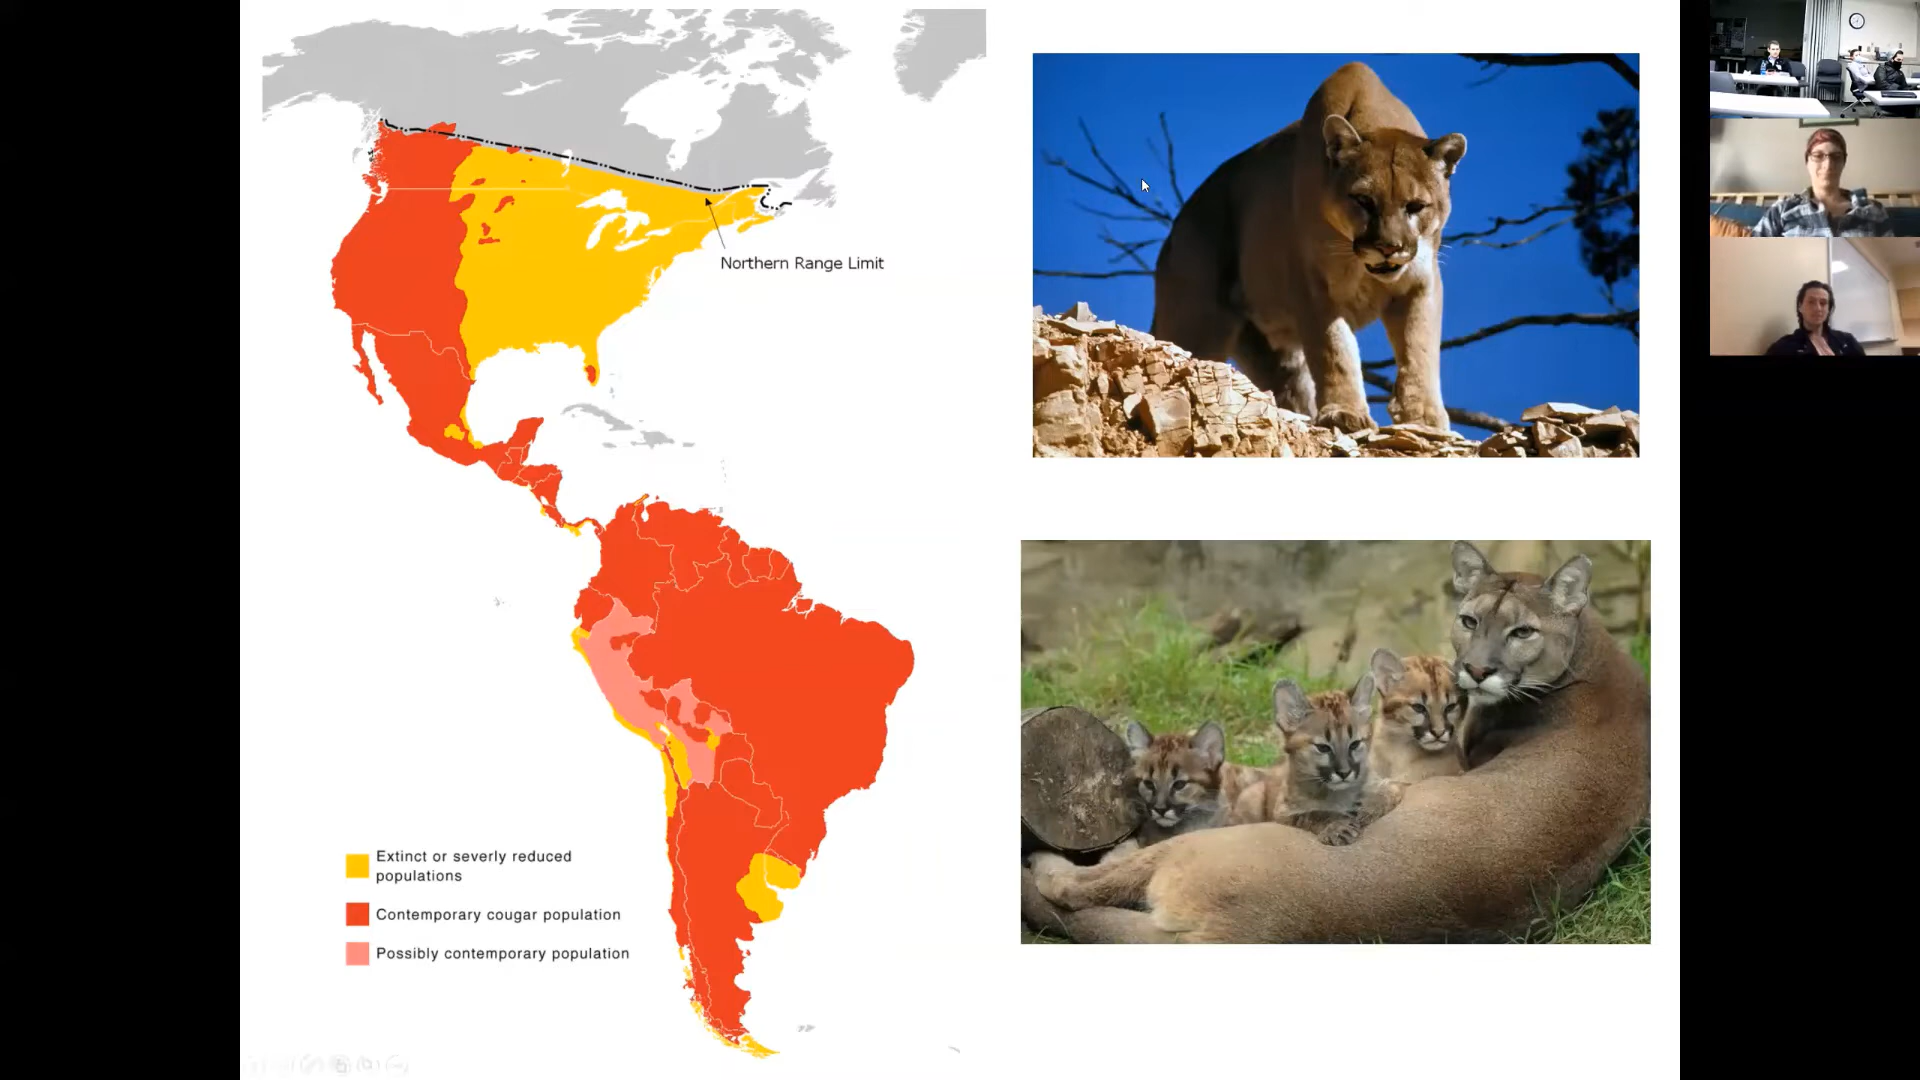 Northern Range Limit
Extinct or severly reduced
populations
Contemporary cougar population
Possibly contemporary population